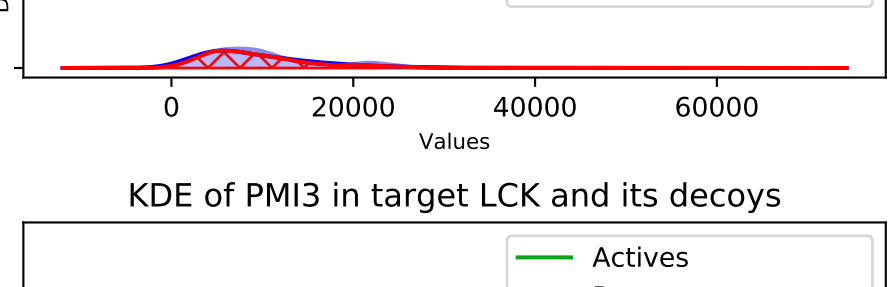 0 20000 40000 60000
Values
KDE of PMI3 in target LCK and its decoys
Actives